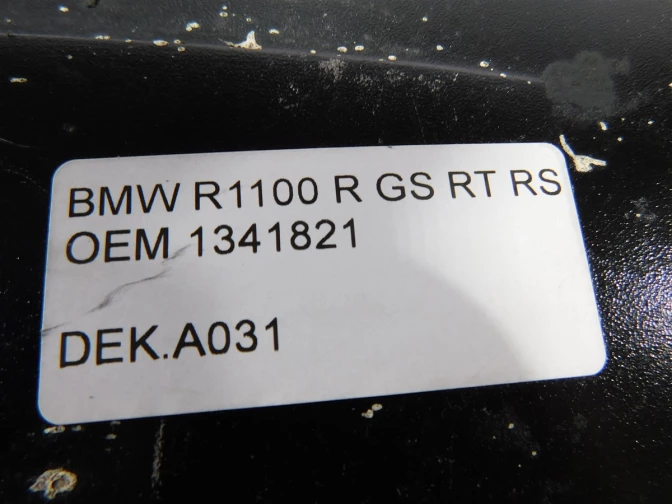 BMW R1100 R GS RT RS
OEM 1341821
DEK.A031